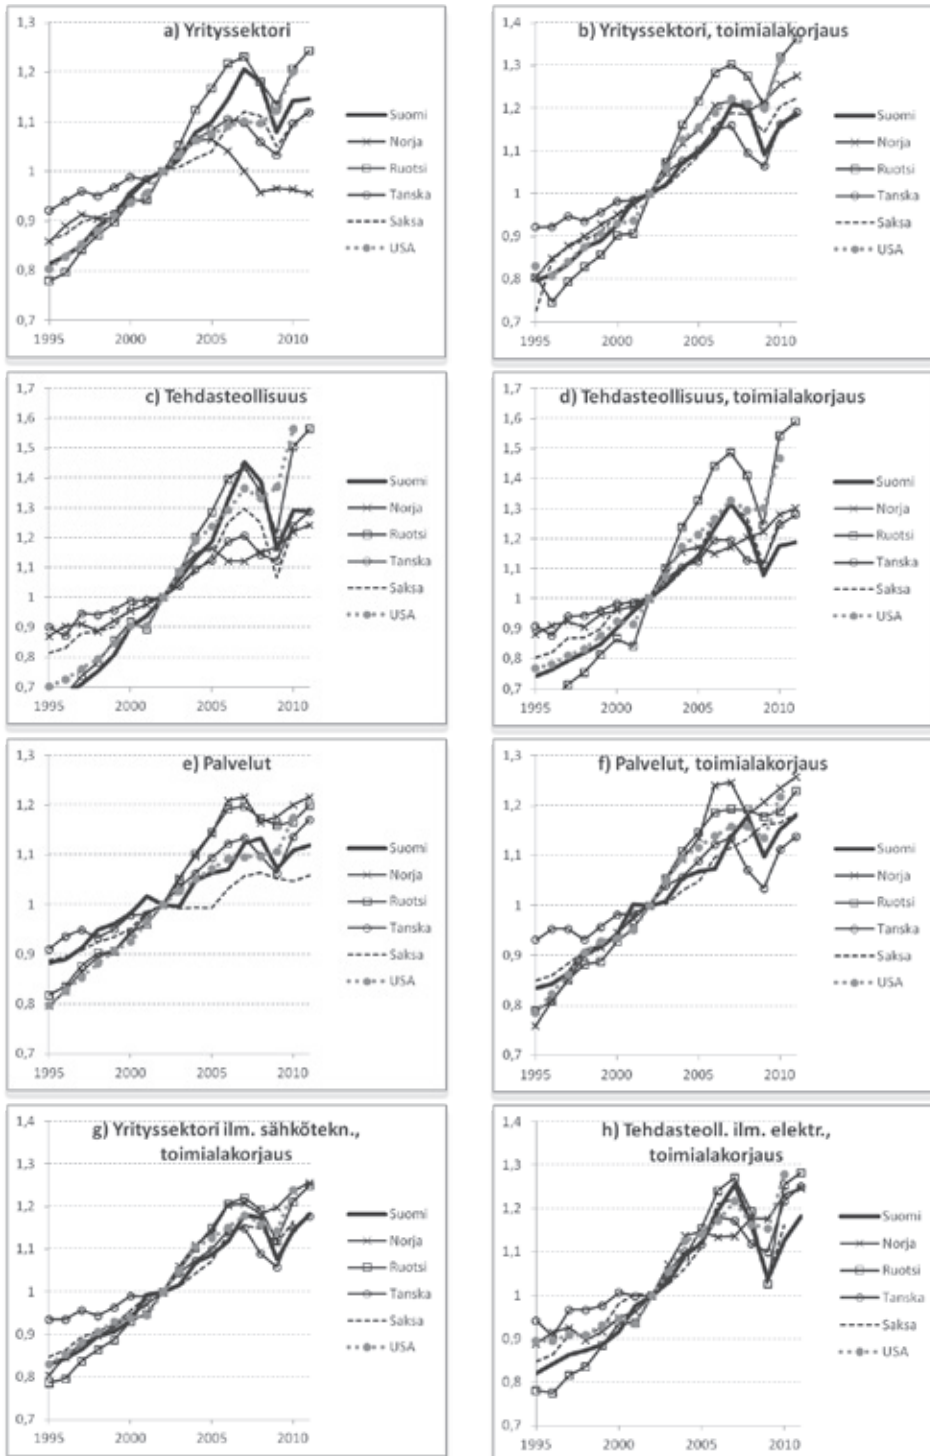 a) Yrityssektori
1,3
1,2
1,1
1
0,9
0,8
0,7
1995 2000 2005 2010
Suomi
Norja
Ruotsi
Tanska
Saksa
USA
b) Yrityssektori, toimialakorjaus
1,4
1,3
1,2
1,1
1
0,9
0,8
0,7
1995 2000 2005 2010
Suomi
Norja
Ruotsi
Tanska
Saksa
USA
c) Tehdasteollisuus
1,7
1,6
1,5
1,4
1,3
1,2
1,1
1
0,9
0,8
0,7
1995 2000 2005 2010
Suomi
Norja
Ruotsi
Tanska
Saksa
USA
d) Tehdasteollisuus, toimialakorjaus
1,7
1,6
1,5
1,4
1,3
1,2
1,1
1
0,9
0,8
0,7
1995 2000 2005 2010
Suomi
Norja
Ruotsi
Tanska
Saksa
USA
e) Palvelut
1,3
1,2
1,1
1
0,9
0,8
0,7
1995 2000 2005 2010
Suomi
Norja
Ruotsi
Tanska
Saksa
USA
f) Palvelut, toimialakorjaus
1,3
1,2
1,1
1
0,9
0,8
0,7
1995 2000 2005 2010
Suomi
Norja
Ruotsi
Tanska
Saksa
USA
g) Yrityssektori ilm. sähkötekn.,
toimialakorjaus
1,4
1,3
1,2
1,1
1
0,9
0,8
0,7
1995 2000 2005 2010
Suomi
Norja
Ruotsi
Tanska
Saksa
USA
h) Tehdasteoll. ilm. elektr.,
toimialakorjaus
1,4
1,3
1,2
1,1
1
0,9
0,8
0,7
1995 2000 2005 2010
Suomi
Norja
Ruotsi
Tanska
Saksa
USA